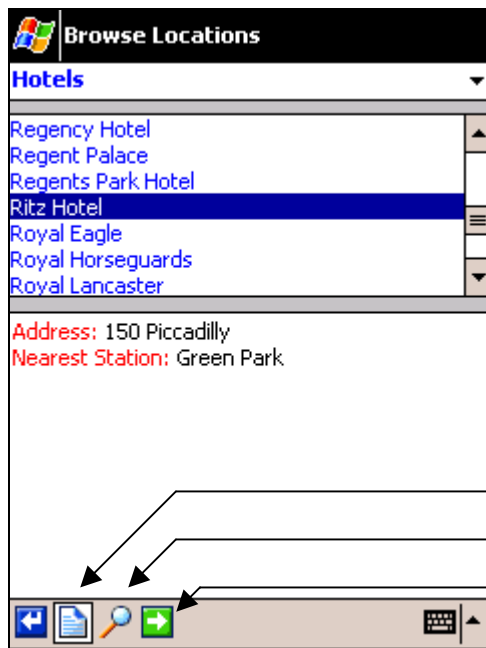 Browse Locations
Hotels
Regency Hotel
Regent Palace
Regents Park Hotel
Ritz Hotel
Royal Eagle
Royal Horseguards
Royal Lancaster
Address: 150 Piccadilly
Nearest Station: Green Park